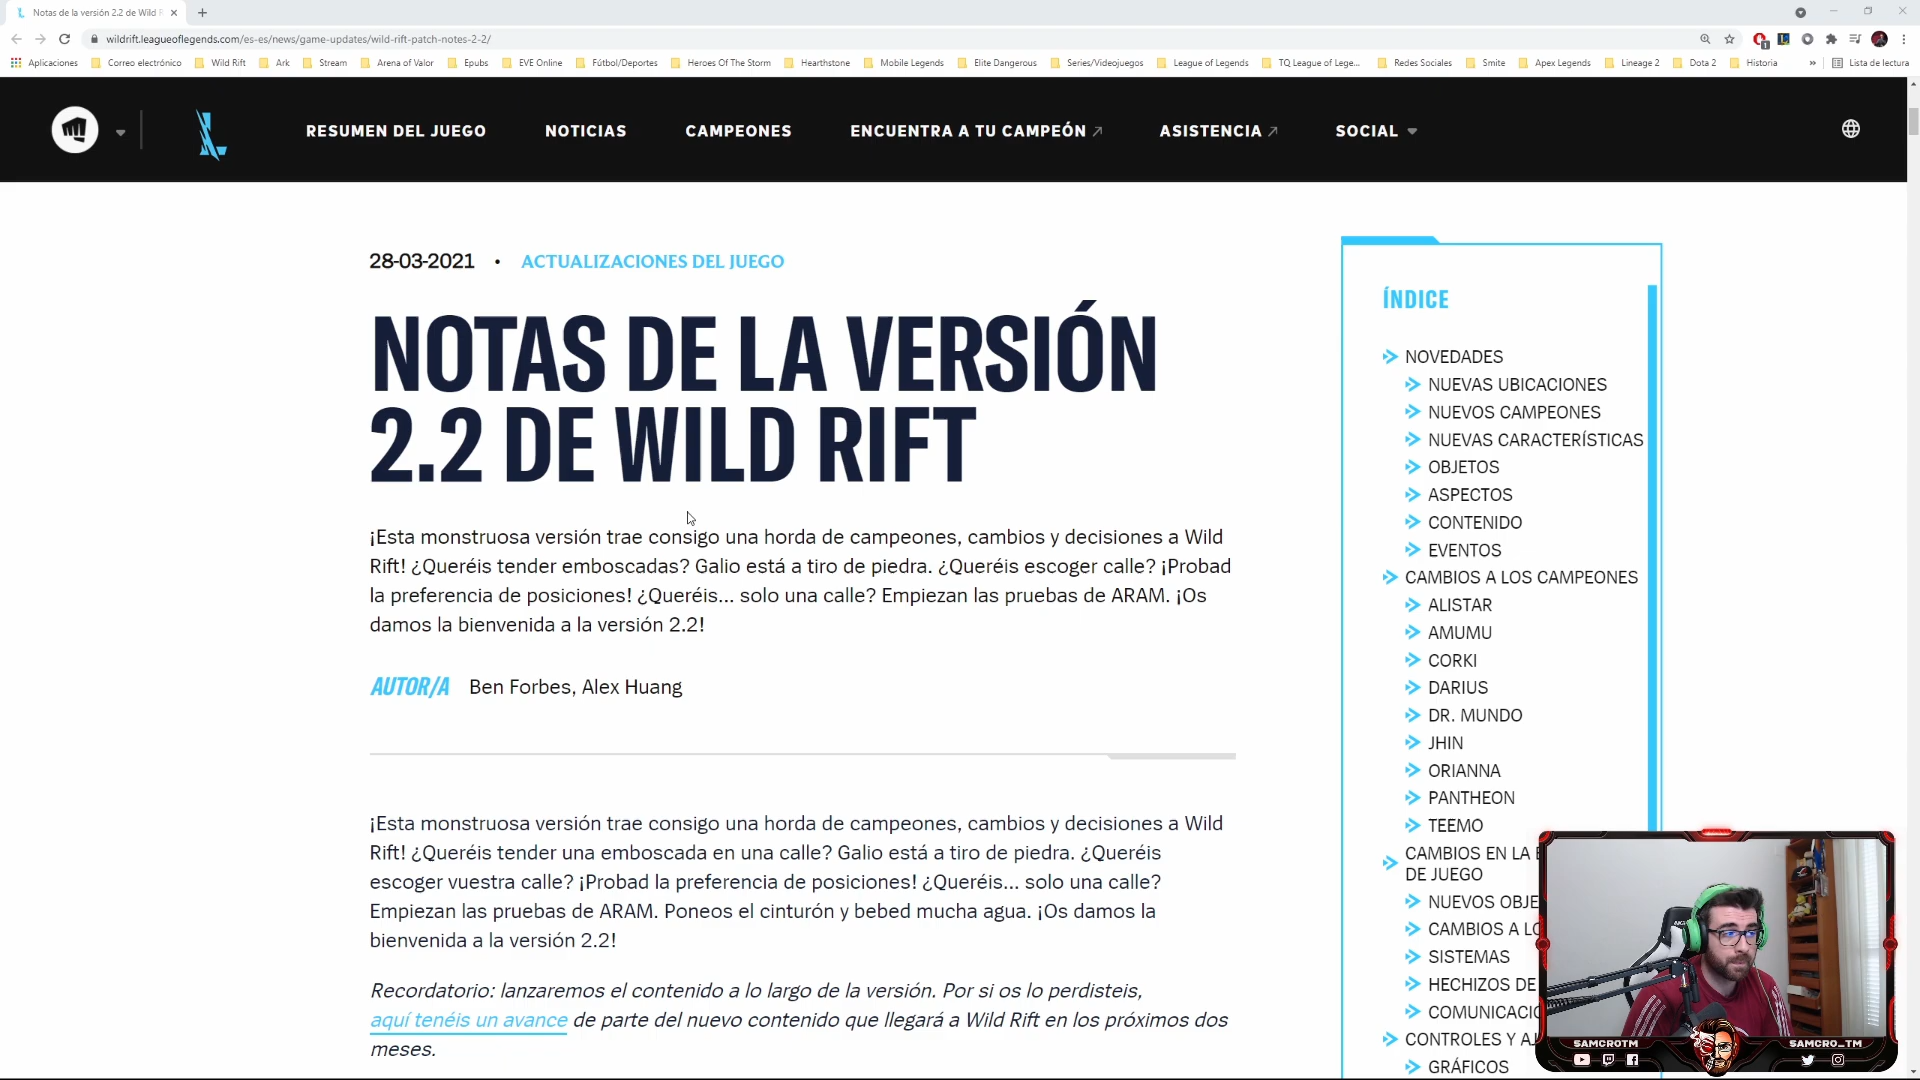 Notas de la versión 2.2 de Wild R
wildrift.leagueoflegends.com/es-es/news/game-updates/wild-rift-patch-notes-2-2/
Aplicaciones Correo electrónico Wild Rift Ark Stream Arena of Valor Epubs EVE Online Fútbol/Deportes Heroes Of The Storm Hearthstone Mobile Legends Elite Dangerous Series/Videojuegos League of Legends TQ League of Lege... Redes Sociales Smite Apex Legends Lineage 2 Dota 2 Historia » Lista de lectura
RESUMEN DEL JUEGO NOTICIAS CAMPEONES ENCUENTRA A TU CAMPEÓN ASISTENCIA SOCIAL
28-03-2021 • ACTUALIZACIONES DEL JUEGO
NOTAS DE LA VERSIÓN
2.2 DE WILD RIFT
¡Esta monstruosa versión trae consigo una horda de campeones, cambios y decisiones a Wild
Rift! ¿Queréis tender emboscadas? Galio está a tiro de piedra. ¿Queréis escoger calle? ¡Probad
la preferencia de posiciones! ¿Queréis... solo una calle? Empiezan las pruebas de ARAM. ¡Os
damos la bienvenida a la versión 2.2!
AUTOR/A Ben Forbes, Alex Huang
¡Esta monstruosa versión trae consigo una horda de campeones, cambios y decisiones a Wild
Rift! ¿Queréis tender una emboscada en una calle? Galio está a tiro de piedra. ¿Queréis
escoger vuestra calle? ¡Probad la preferencia de posiciones! ¿Queréis... solo una calle?
Empiezan las pruebas de ARAM. Poneos el cinturón y bebed mucha agua. ¡Os damos la
bienvenida a la versión 2.2!
Recordatorio: lanzaremos el contenido a lo largo de la versión. Por si os lo perdisteis,
aquí tenéis un avance de parte del nuevo contenido que llegará a Wild Rift en los próximos dos
meses.
ÍNDICE
NOVEDADES
NUEVAS UBICACIONES
NUEVOS CAMPEONES
NUEVAS CARACTERÍSTICAS
OBJETOS
ASPECTOS
CONTENIDO
EVENTOS
CAMBIOS A LOS CAMPEONES
ALISTAR
AMUMU
CORKI
DARIUS
DR. MUNDO
JHIN
ORIANNA
PANTHEON
TEEMO
CAMBIOS EN LA E
DE JUEGO
NUEVOS OBJE
CAMBIOS A LO
SISTEMAS
HECHIZOS DE
COMUNICACIO
CONTROLES Y AJ
GRÁFICOS
SAMCROTM SAMCRO_TM